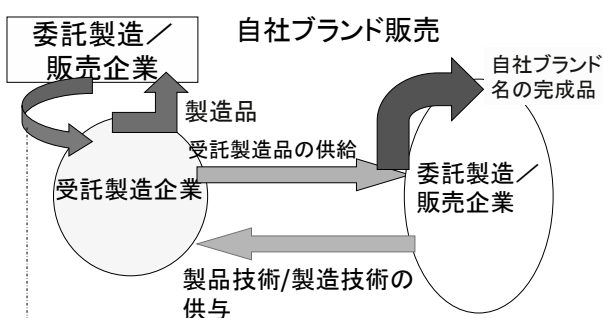 委託製造／
販売企業
自社ブランド販売
自社ブランド
名の完成品
製造品
受託製造品の供給
受託製造企業
委託製造／
販売企業
製品技術/製造技術の
供与